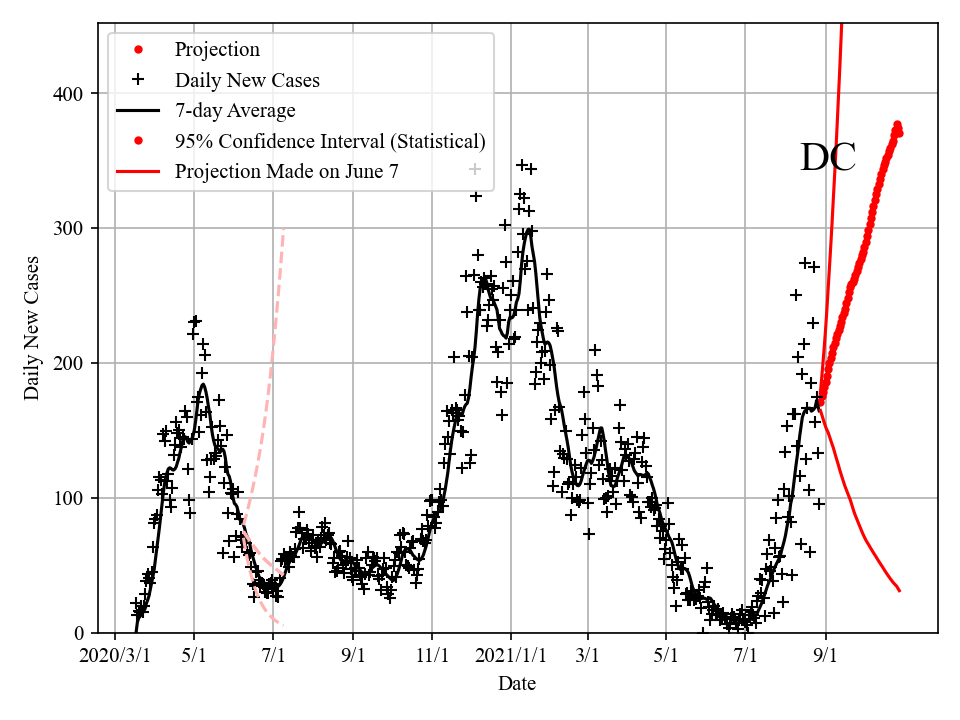 Projection
Daily New Cases
7-day Average
95% Confidence Interval (Statistical)
Projection Made on June 7
DC
400
300
200
100
0
Daily New Cases
2020/3/1 5/1 7/1 9/1 11/1 2021/1/1 3/1 5/1 7/1 9/1
Date